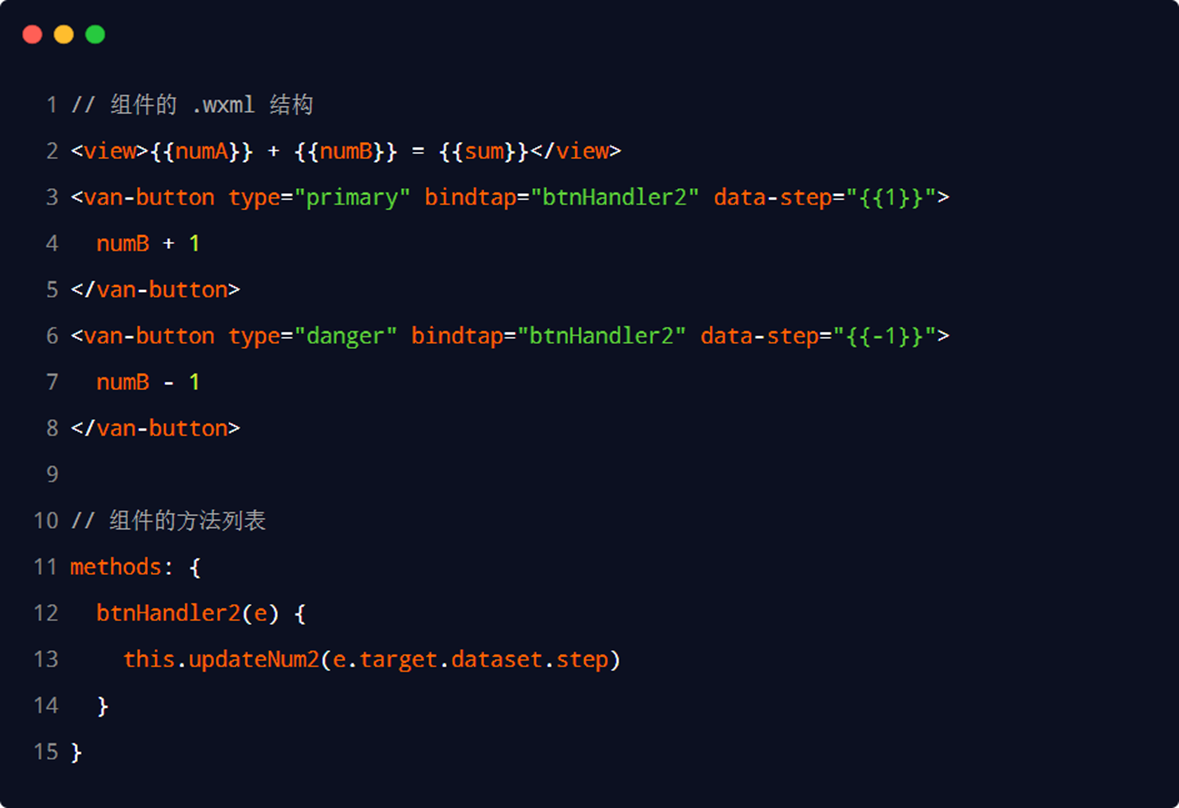 1 // 组件的 .wxml 结构
2 <view>{{numA}} + {{numB}} = {{sum}}</view>
3 <van-button type="primary" bindtap="btnHandler2" data-step="{{1}}">
4   numB + 1
5 </van-button>
6 <van-button type="danger" bindtap="btnHandler2" data-step="{{-1}}">
7   numB - 1
8 </van-button>
9
10 // 组件的方法列表
11 methods: {
12   btnHandler2(e) {
13     this.updateNum2(e.target.dataset.step)
14   }
15 }